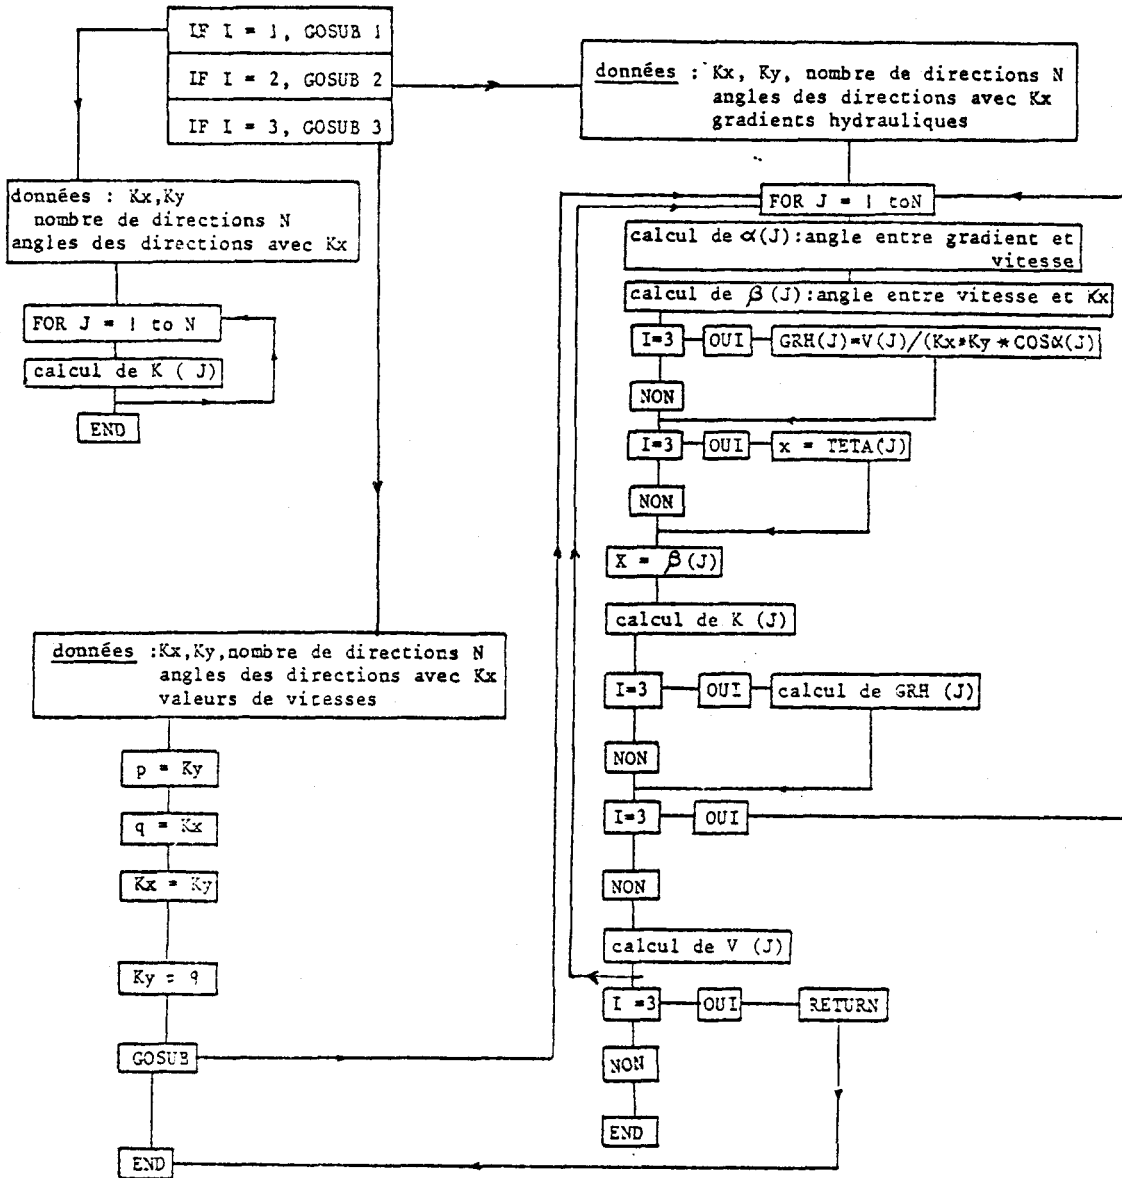 IF I = 1, GOSUB 1
IF I = 2, GOSUB 2
IF I = 3, GOSUB 3
données : Kx, Ky, nombre de directions N
angles des directions avec Kx
gradients hydrauliques
données : Kx,Ky
nombre de directions N
angles des directions avec Kx
FOR J = 1 to N
calcul de K ( J)
END
FOR J = 1 toN
calcul de α(J):angle entre gradient et
vitesse
calcul de β (J):angle entre vitesse et Kx
I=3
OUI
GRH(J)=V(J)/(Kx*Ky * COSα(J)
NON
I=3
OUI
x = TETA(J)
NON
X = β(J)
calcul de K (J)
I=3
OUI
calcul de GRH (J)
NON
I=3
OUI
NON
calcul de V (J)
I =3
OUI
RETURN
NON
END
données :Kx,Ky,nombre de directions N
angles des directions avec Kx
valeurs de vitesses
p = Ky
q = Kx
Kx = Ky
Ky = q
GOSUB
END